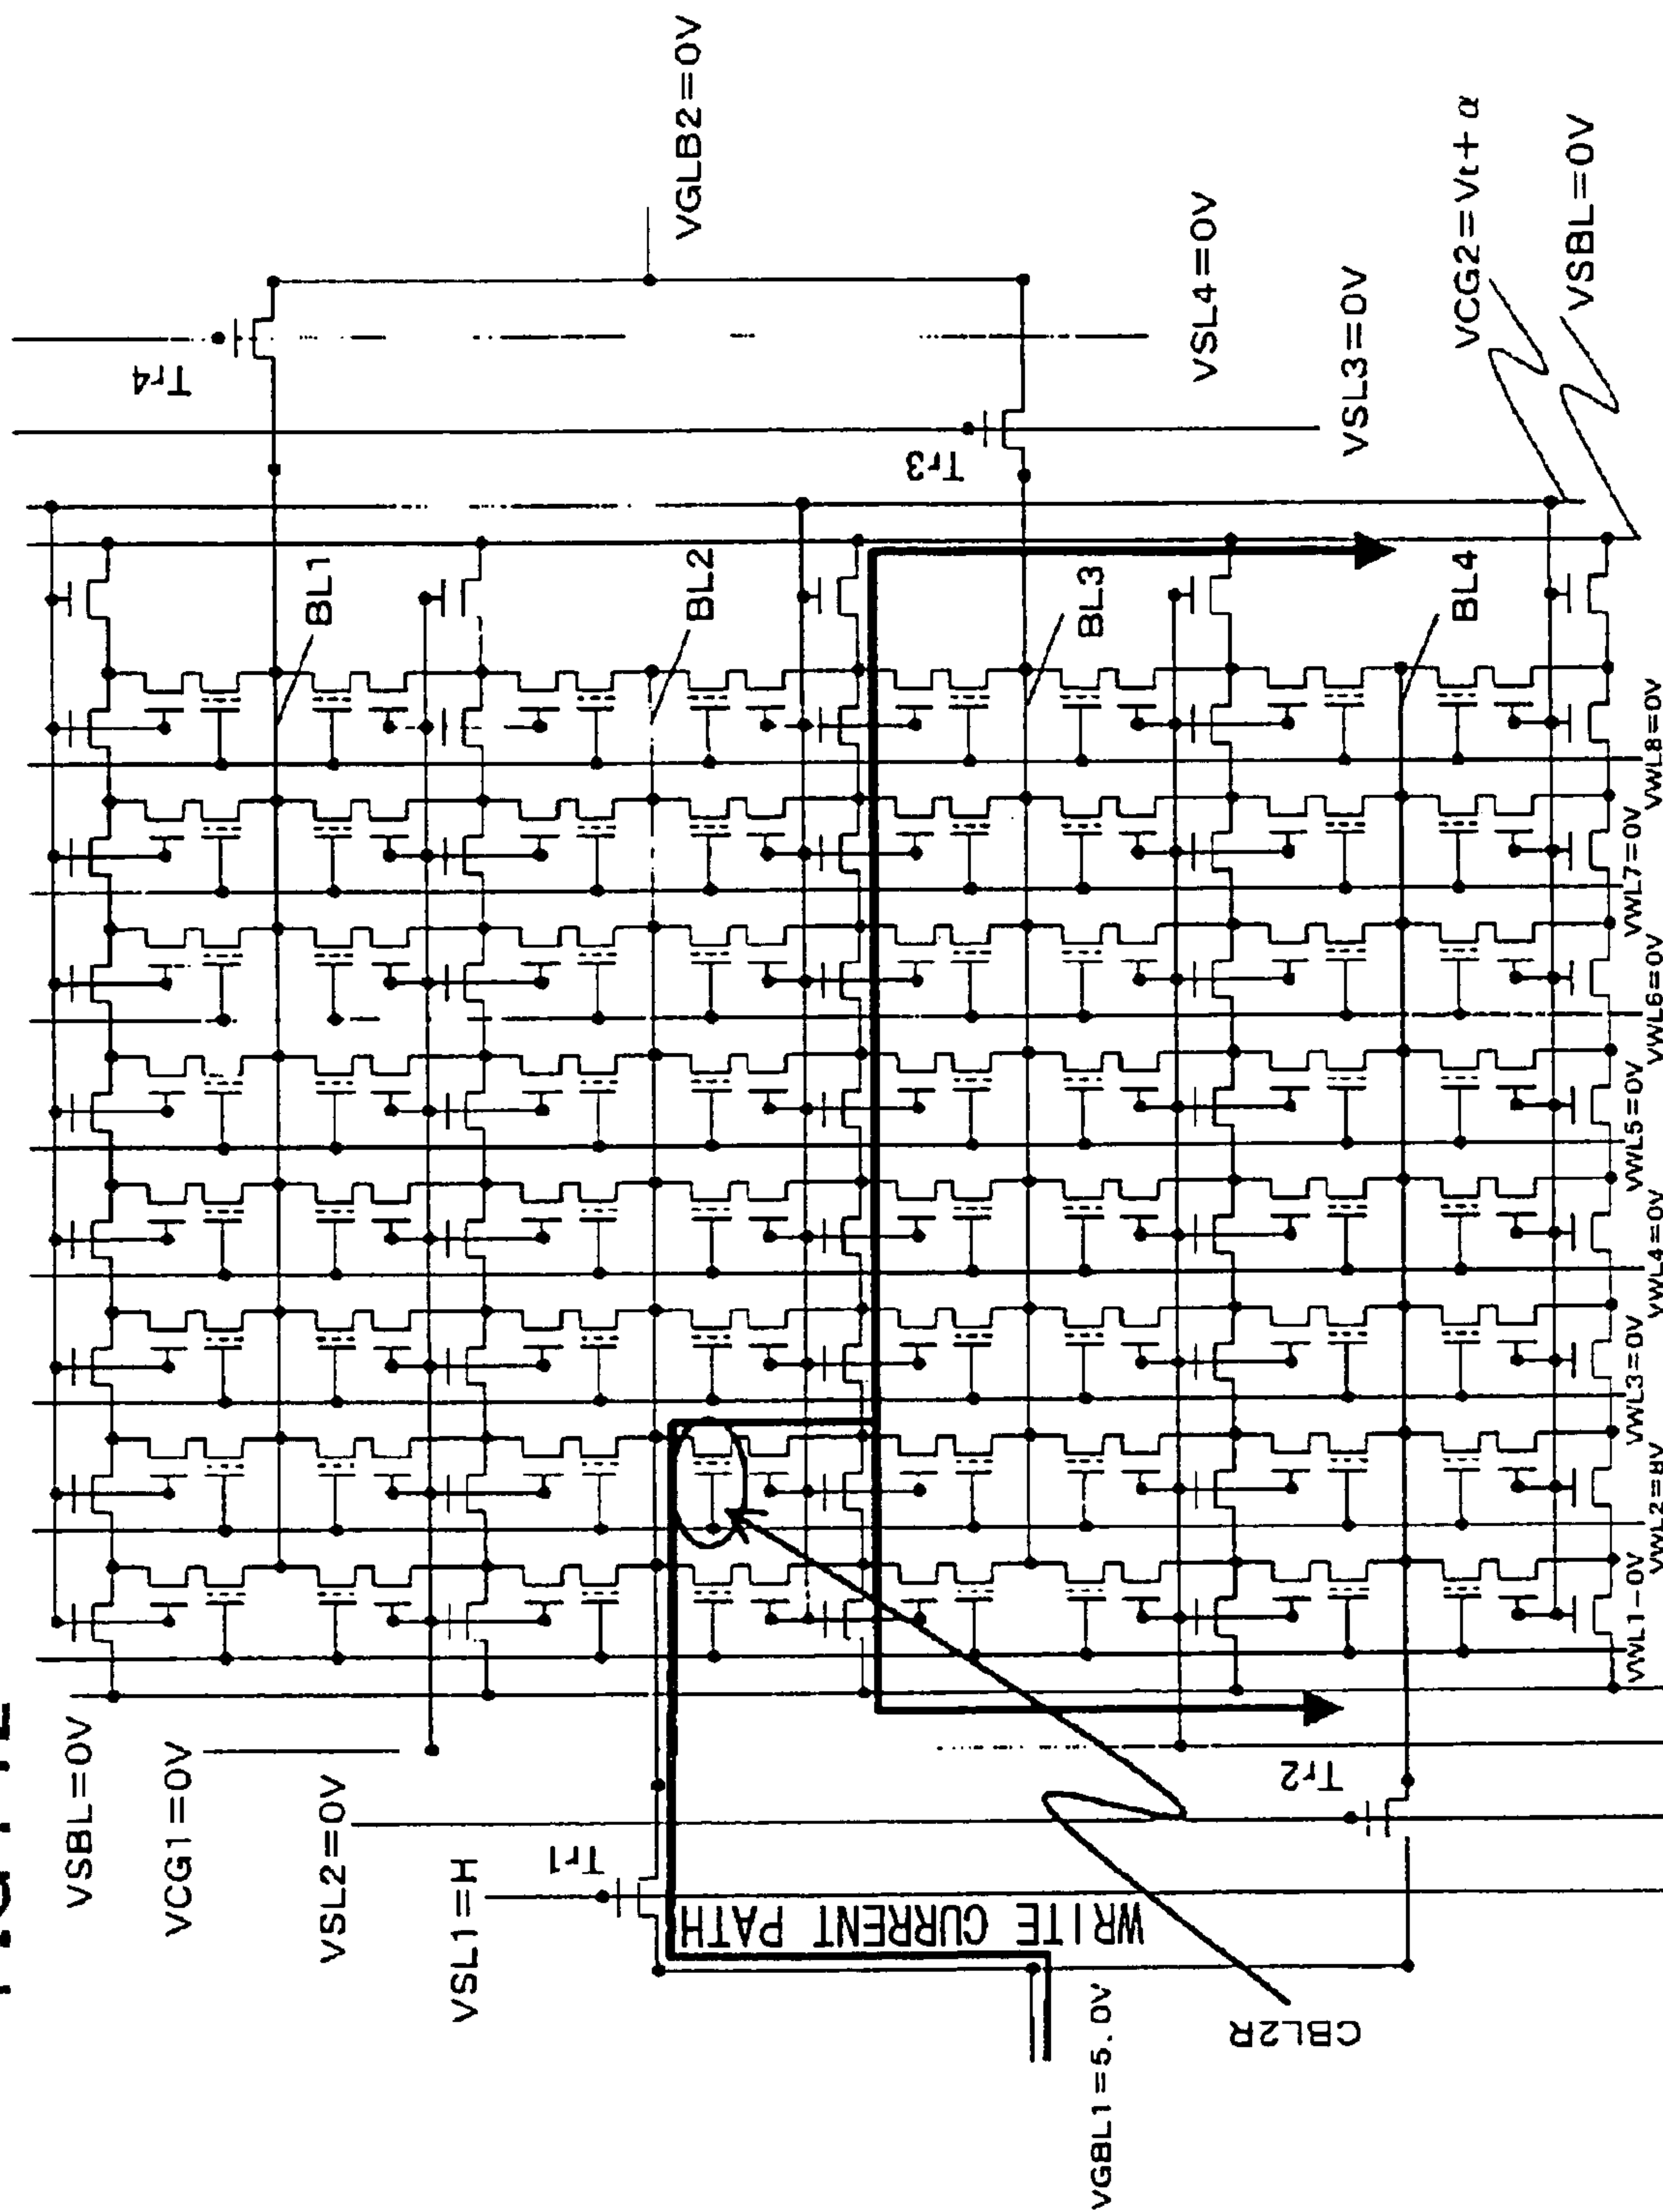 VSBL=0V
VCG1=0V
VSL2=0V
VSL1=H
Tr1
WRITE CURRENT PATH
VGBL1=5.0V
CBL2R
Tr2
BL1
BL2
BL3
BL4
Tr4
Tr3
VGLB2=0V
VSL4=0V
VSL3=0V
VCG2=Vt+α
VSBL=0V
VWL1-0V
VWL2=8V
VWL3=0V
VWL4=0V
VWL5=0V
VWL6=0V
VWL7=0V
VWL8=0V